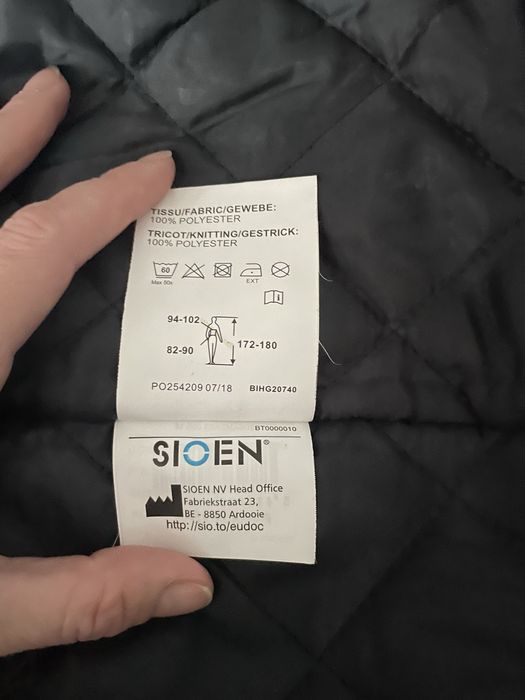 TISSU/FABRIC/GEWEBE:
100% POLYESTER
TRICOT/KNITTING/GESTRICK:
100% POLYESTER
60
Max 50x
EXT
94-102
82-90
172-180
PO254209 07/18 BIHG20740
BT0000010
SIOEN®
SIOEN NV Head Office
Fabriekstraat 23,
BE - 8850 Ardooie
http://sio.to/eudoc